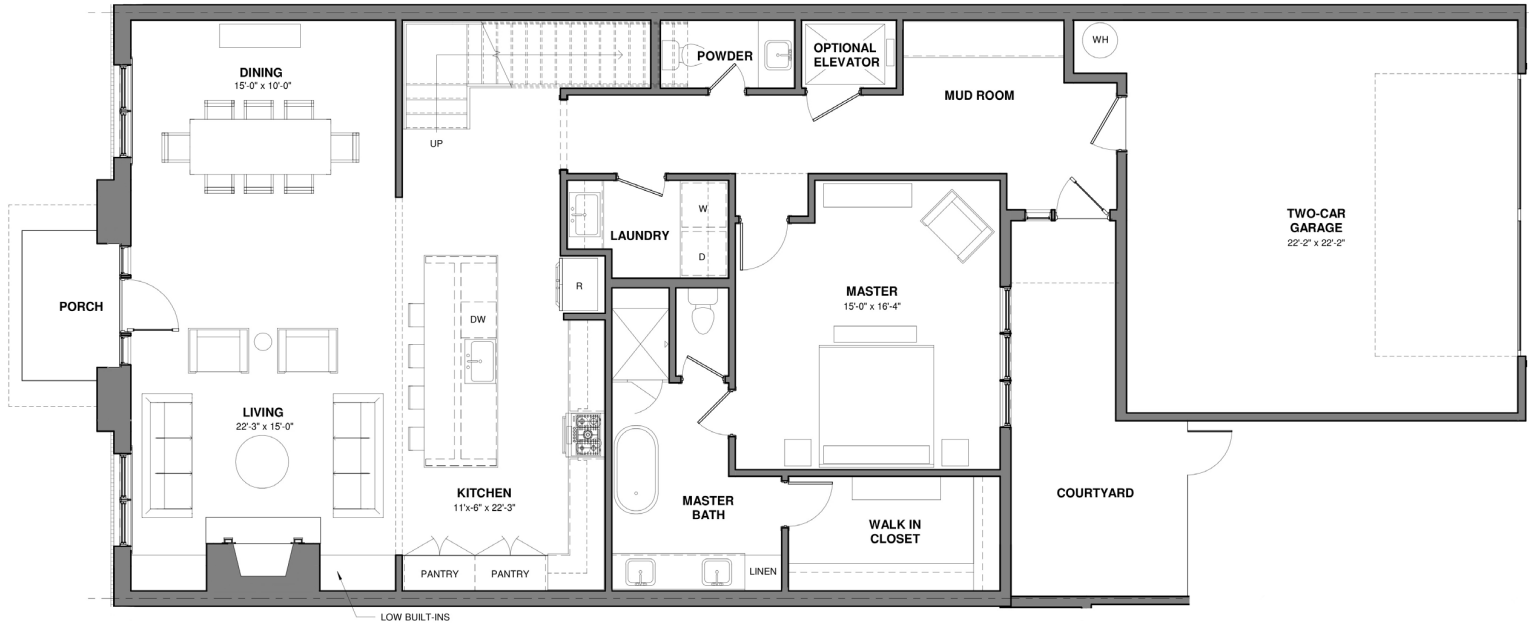 WH
POWDER
OPTIONAL
ELEVATOR
DINING
15'-0" x 10'-0"
MUD ROOM
UP
W
LAUNDRY
D
TWO-CAR
GARAGE
22'-2" x 22'-2"
R
MASTER
15'-0" x 16'-4"
PORCH
DW
LIVING
22'-3" x 15'-0"
KITCHEN
11'x-6" x 22'-3"
MASTER
BATH
COURTYARD
WALK IN
CLOSET
PANTRY
PANTRY
LINEN
LOW BUILT-INS